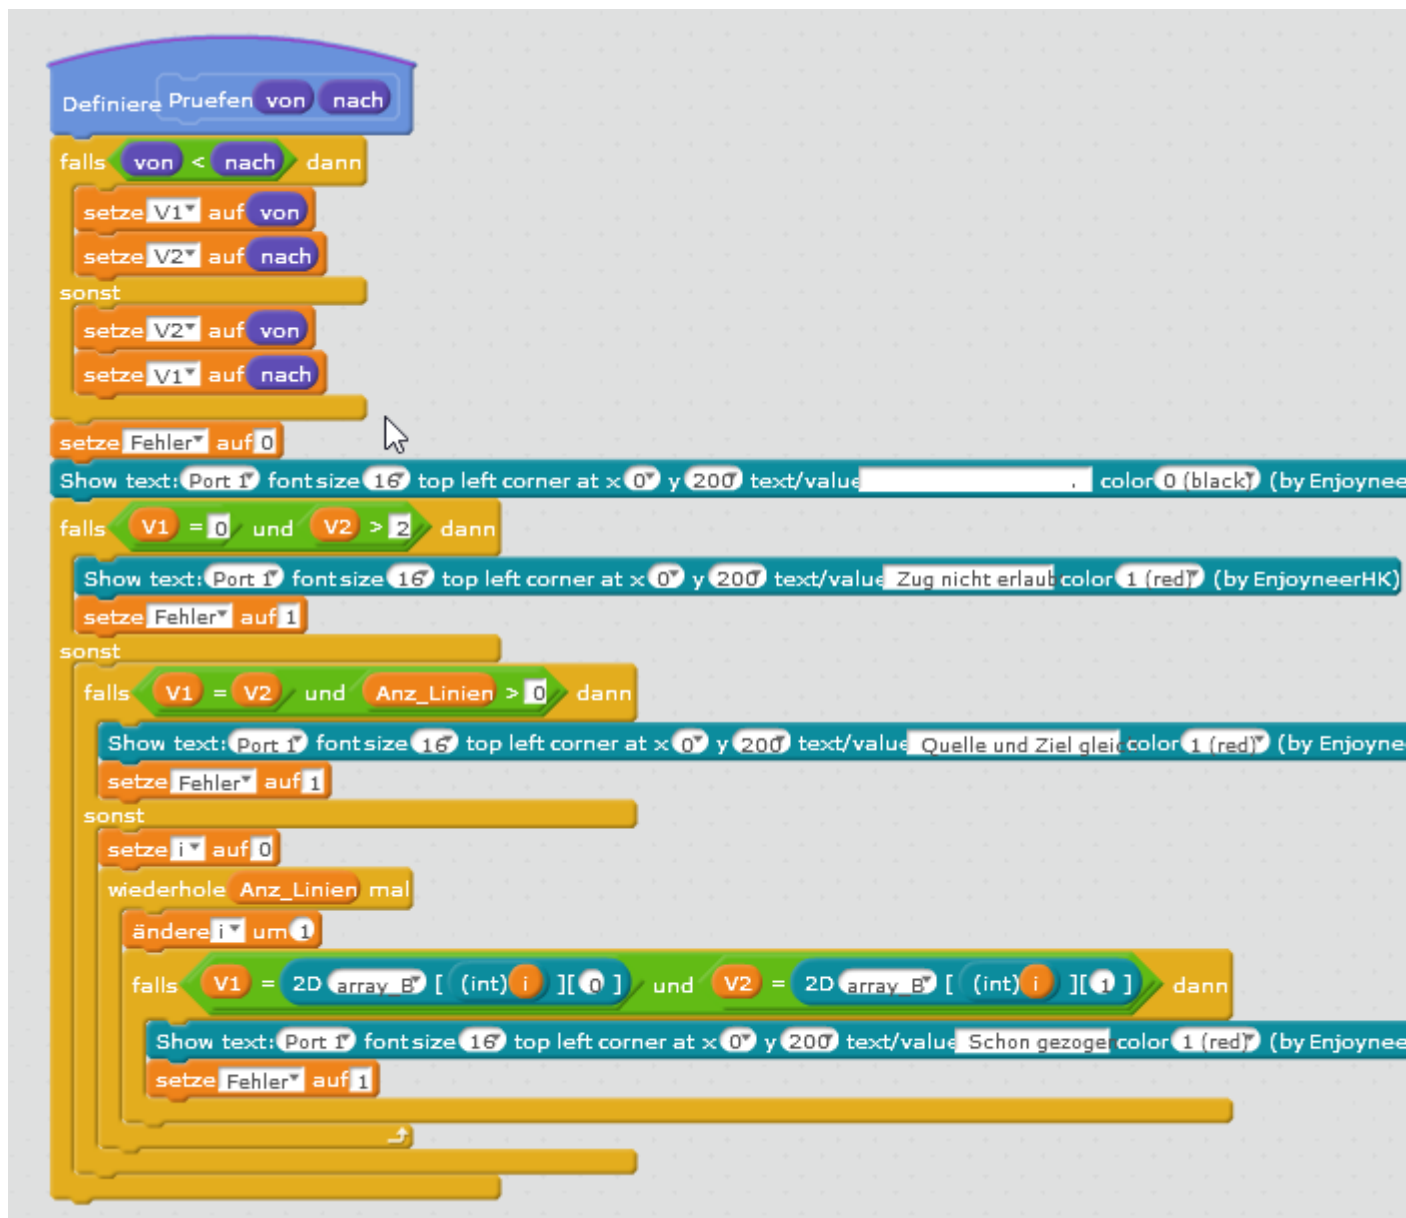 Definiere Pruefen von nach
falls von < nach dann
setze V1 auf von
setze V2 auf nach
sonst
setze V2 auf von
setze V1 auf nach
setze Fehler auf 0
Show text: Port 1 fontsize 16 top left corner at x 0 y 200 text/value . color 0 (black) (by Enjoynee
falls V1 = 0 und V2 > 2 dann
Show text: Port 1 fontsize 16 top left corner at x 0 y 200 text/value Zug nicht erlaub color 1 (red) (by EnjoyneerHK)
setze Fehler auf 1
sonst
falls V1 = V2 und Anz_Linien > 0 dann
Show text: Port 1 fontsize 16 top left corner at x 0 y 200 text/value Quelle und Ziel gleic color 1 (red) (by Enjoyne
setze Fehler auf 1
sonst
setze i auf 0
wiederhole Anz_Linien mal
ändere i um 1
falls V1 = 2D array_B [ (int) i ][ 0 ] und V2 = 2D array_B [ (int) i ][ 1 ] dann
Show text: Port 1 fontsize 16 top left corner at x 0 y 200 text/value Schon gezogen color 1 (red) (by Enjoynee
setze Fehler auf 1